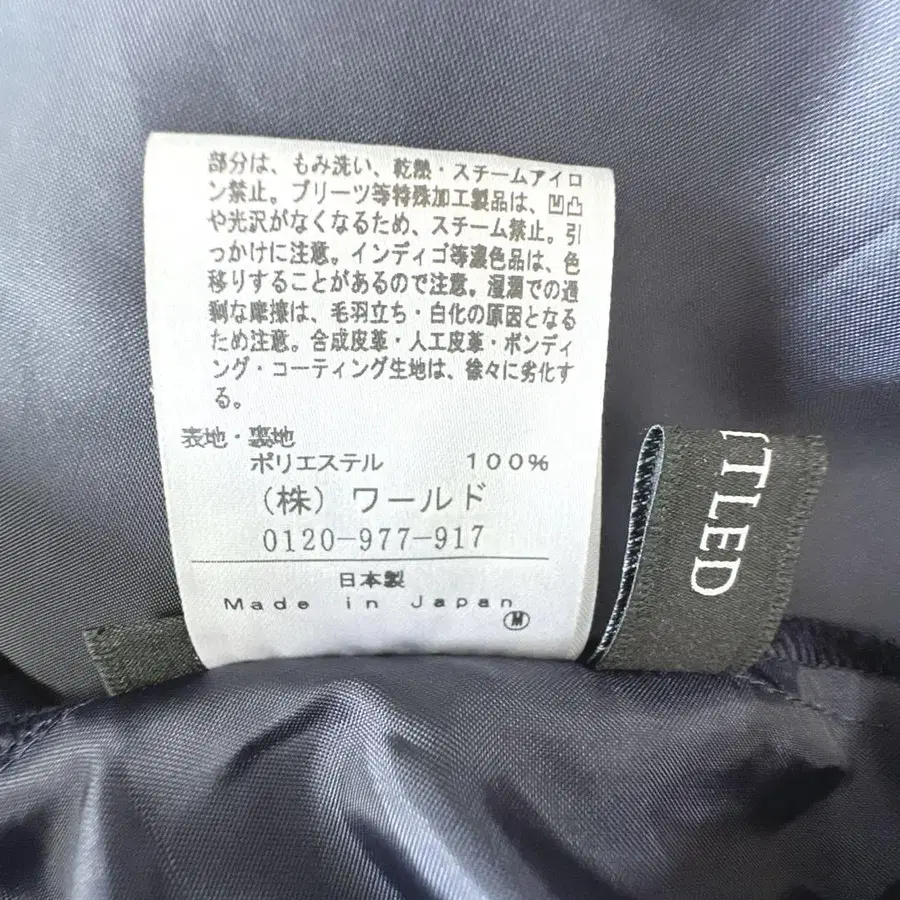 部分は、もみ洗い、乾熱・スチームアイロ
ン禁止。プリーツ等特殊加工製品は、凹凸
や光沢がなくなるため、スチーム禁止。引
っかけに注意。インディゴ等濃色品は、色
移りすることがあるので注意。湿潤での過
剰な摩擦は、毛羽立ち・白化の原因となる
ため注意。合成皮革・人工皮革・ボンディ
ング・コーティング生地は、徐々に劣化す
る。
表地・裏地
ポリエステル 100%
(株)ワールド
0120-977-917
日本製
Made in Japan
M
TLED